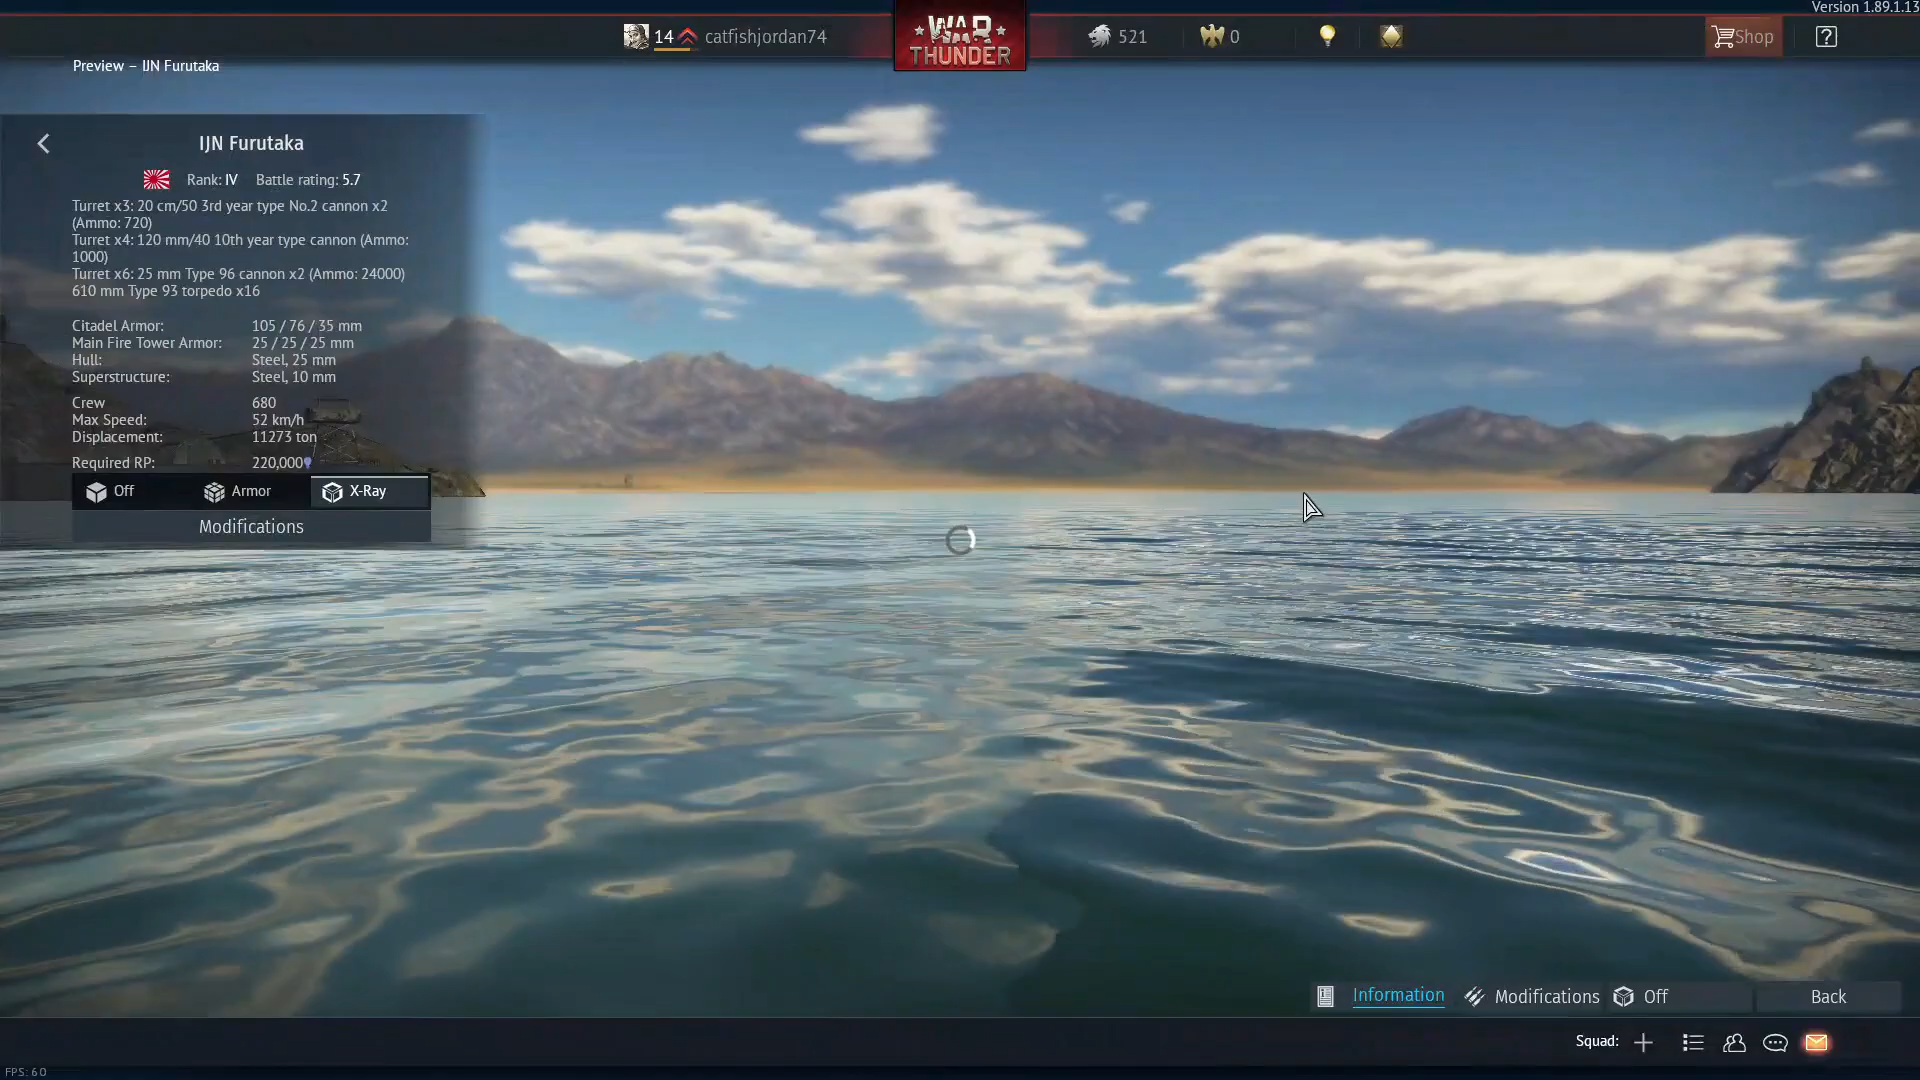 Version 1.89.1.13
14 catfishjordan74
WAR THUNDER
521
0
Shop
?
Preview – IJN Furutaka
IJN Furutaka
Rank: IV Battle rating: 5.7
Turret x3: 20 cm/50 3rd year type No.2 cannon x2
(Ammo: 720)
Turret x4: 120 mm/40 10th year type cannon (Ammo:
1000)
Turret x6: 25 mm Type 96 cannon x2 (Ammo: 24000)
610 mm Type 93 torpedo x16
Citadel Armor: 105 / 76 / 35 mm
Main Fire Tower Armor: 25 / 25 / 25 mm
Hull: Steel, 25 mm
Superstructure: Steel, 10 mm
Crew 680
Max Speed: 52 km/h
Displacement: 11273 ton
Required RP: 220,000
Off Armor X-Ray
Modifications
Information Modifications Off Back
Squad:
FPS: 60